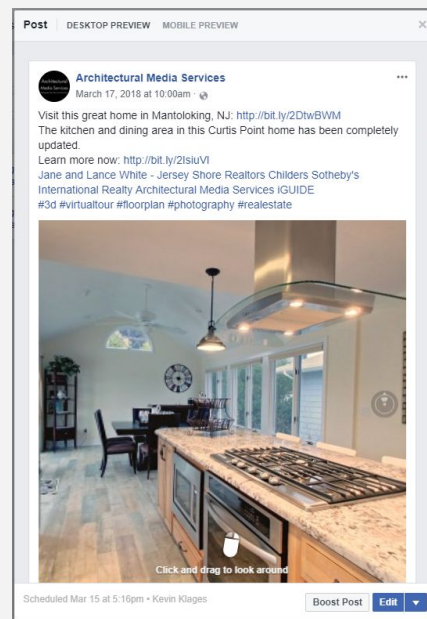 Post DESKTOP PREVIEW MOBILE PREVIEW
Architectural Media Services
March 17, 2018 at 10:00am ·
Visit this great home in Mantoloking, NJ: http://bit.ly/2DtwBWM
The kitchen and dining area in this Curtis Point home has been completely
updated.
Learn more now: http://bit.ly/2IsiuVI
Jane and Lance White - Jersey Shore Realtors Childers Sotheby's
International Realty Architectural Media Services iGUIDE
#3d #virtualtour #floorplan #photography #realestate
Click and drag to look around
Scheduled Mar 15 at 5:16pm • Kevin Klages
Boost Post Edit